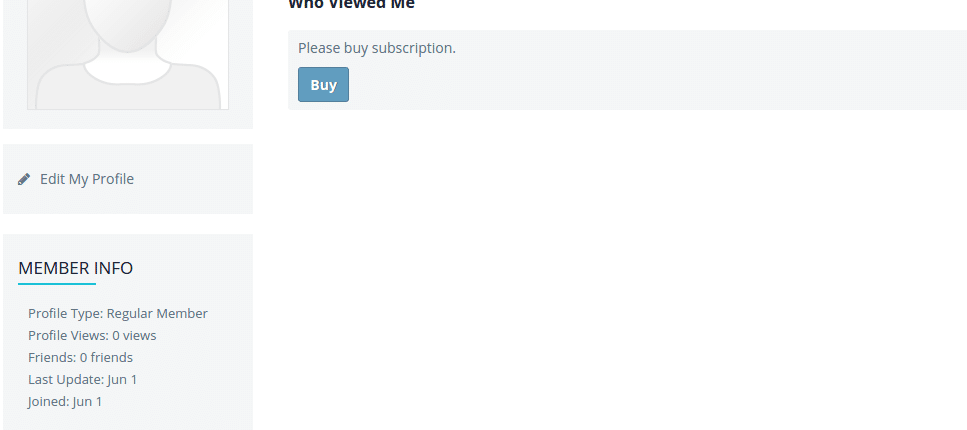 Who Viewed Me
Please buy subscription.
Buy
Edit My Profile
MEMBER INFO
Profile Type: Regular Member
Profile Views: 0 views
Friends: 0 friends
Last Update: Jun 1
Joined: Jun 1